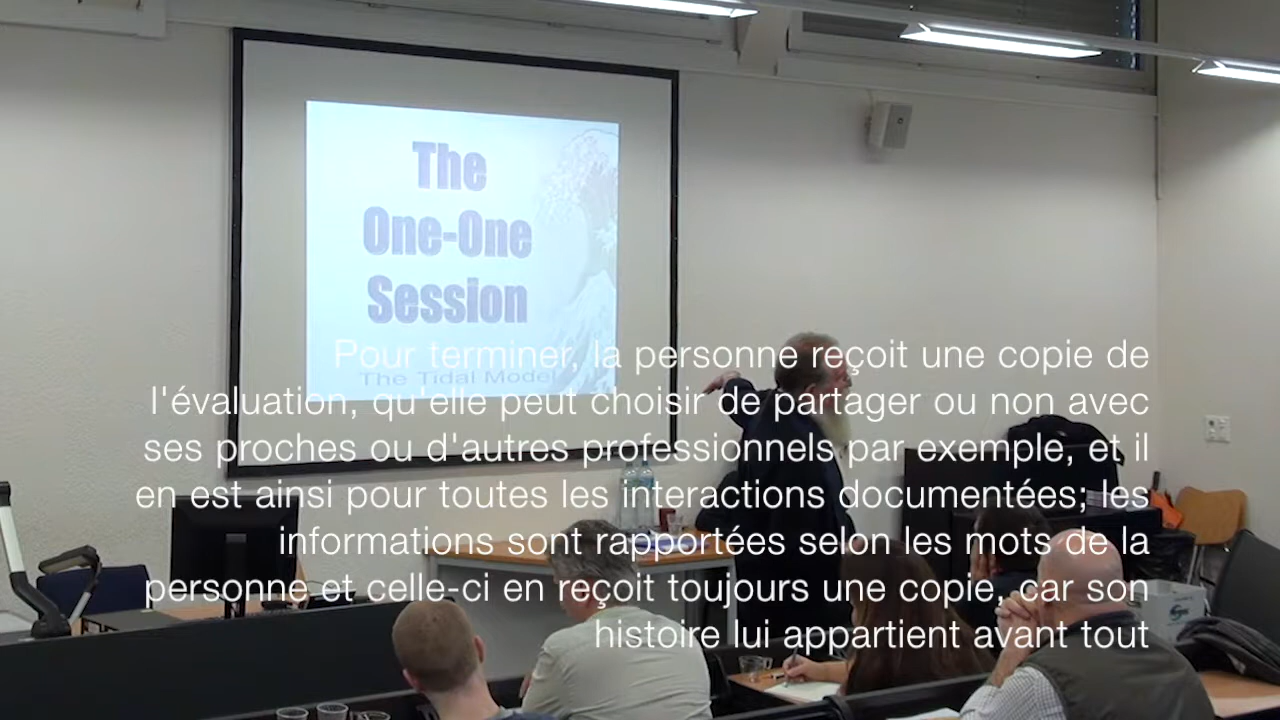 The
One-One
Session
The Tidal Model
Pour terminer, la personne reçoit une copie de
l'évaluation, qu'elle peut choisir de partager ou non avec
ses proches ou d'autres professionnels par exemple, et il
en est ainsi pour toutes les interactions documentées; les
informations sont rapportées selon les mots de la
personne et celle-ci en reçoit toujours une copie, car son
histoire lui appartient avant tout